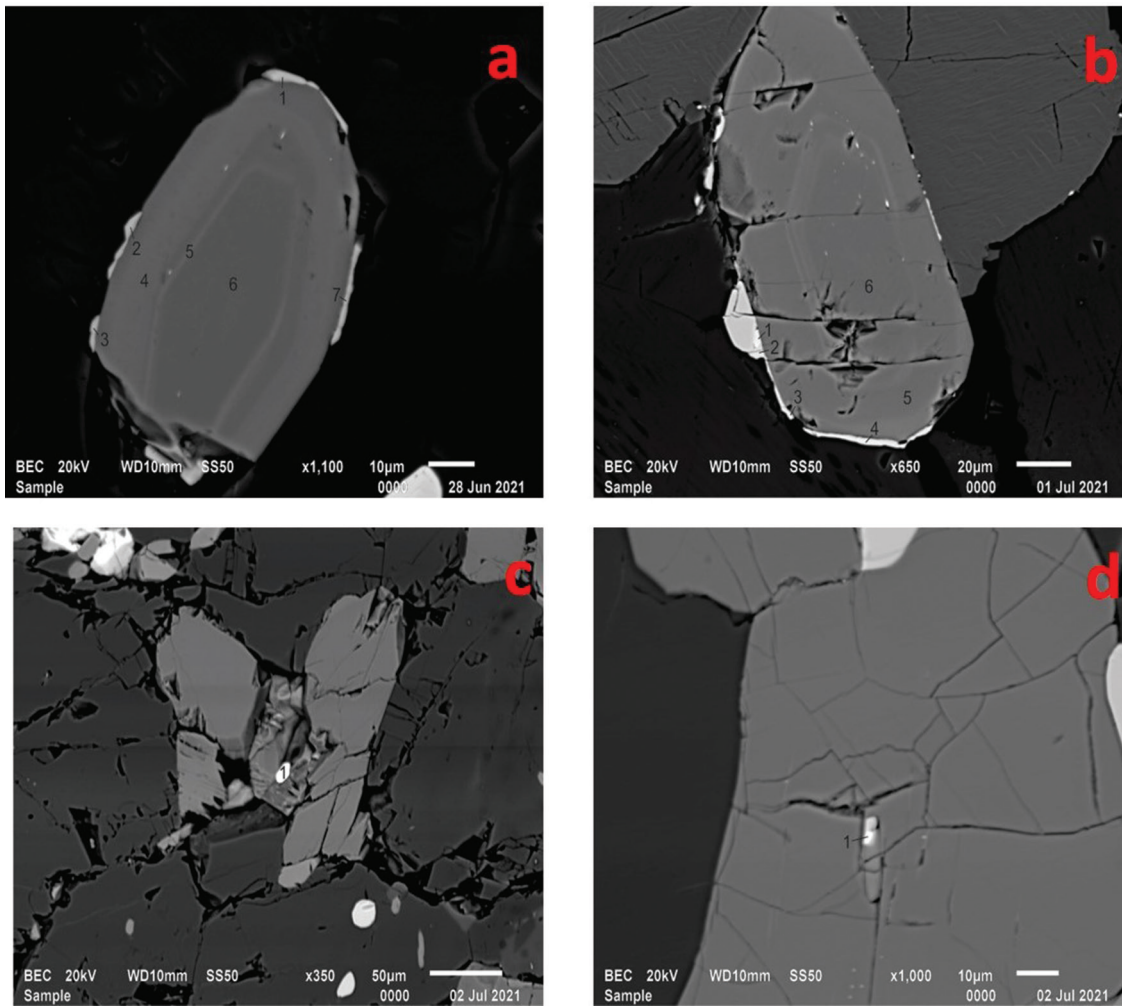 a
1
2
5
4
6
7
3
BEC 20kV WD10mm SS50 x1,100 10µm
Sample 0000 28 Jun 2021
b
6
1
2
3
5
4
BEC 20kV WD10mm SS50 x650 20µm
Sample 0000 01 Jul 2021
c
1
BEC 20kV WD10mm SS50 x350 50µm
Sample 0000 02 Jul 2021
d
1
BEC 20kV WD10mm SS50 x1,000 10µm
Sample 0000 02 Jul 2021